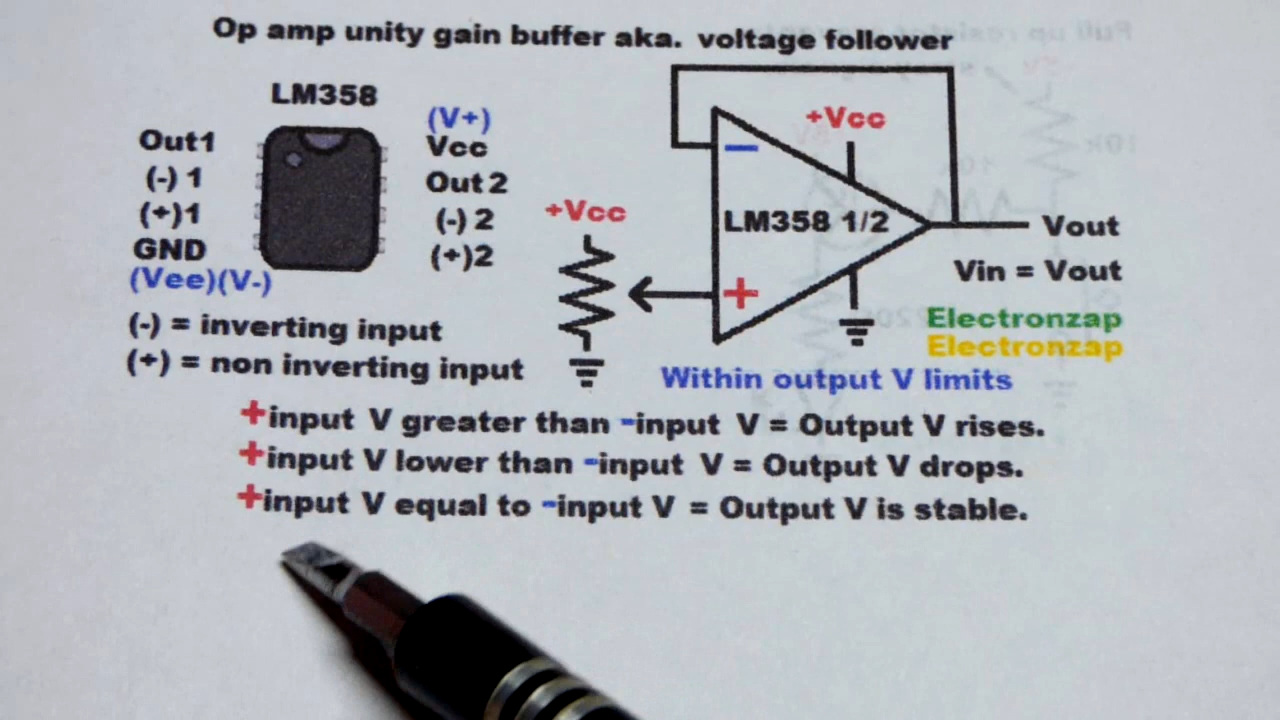 Op amp unity gain buffer aka. voltage follower
LM358
Out1
(-) 1
(+)1
GND
(Vee)(V-)
(V+)
Vcc
Out 2
(-) 2
(+)2
(-) = inverting input
(+) = non inverting input
+Vcc
+Vcc
−
LM358 1/2
+
Vout
Vin = Vout
Electronzap
Electronzap
Within output V limits
+input V greater than -input V = Output V rises.
+input V lower than -input V = Output V drops.
+input V equal to -input V = Output V is stable.